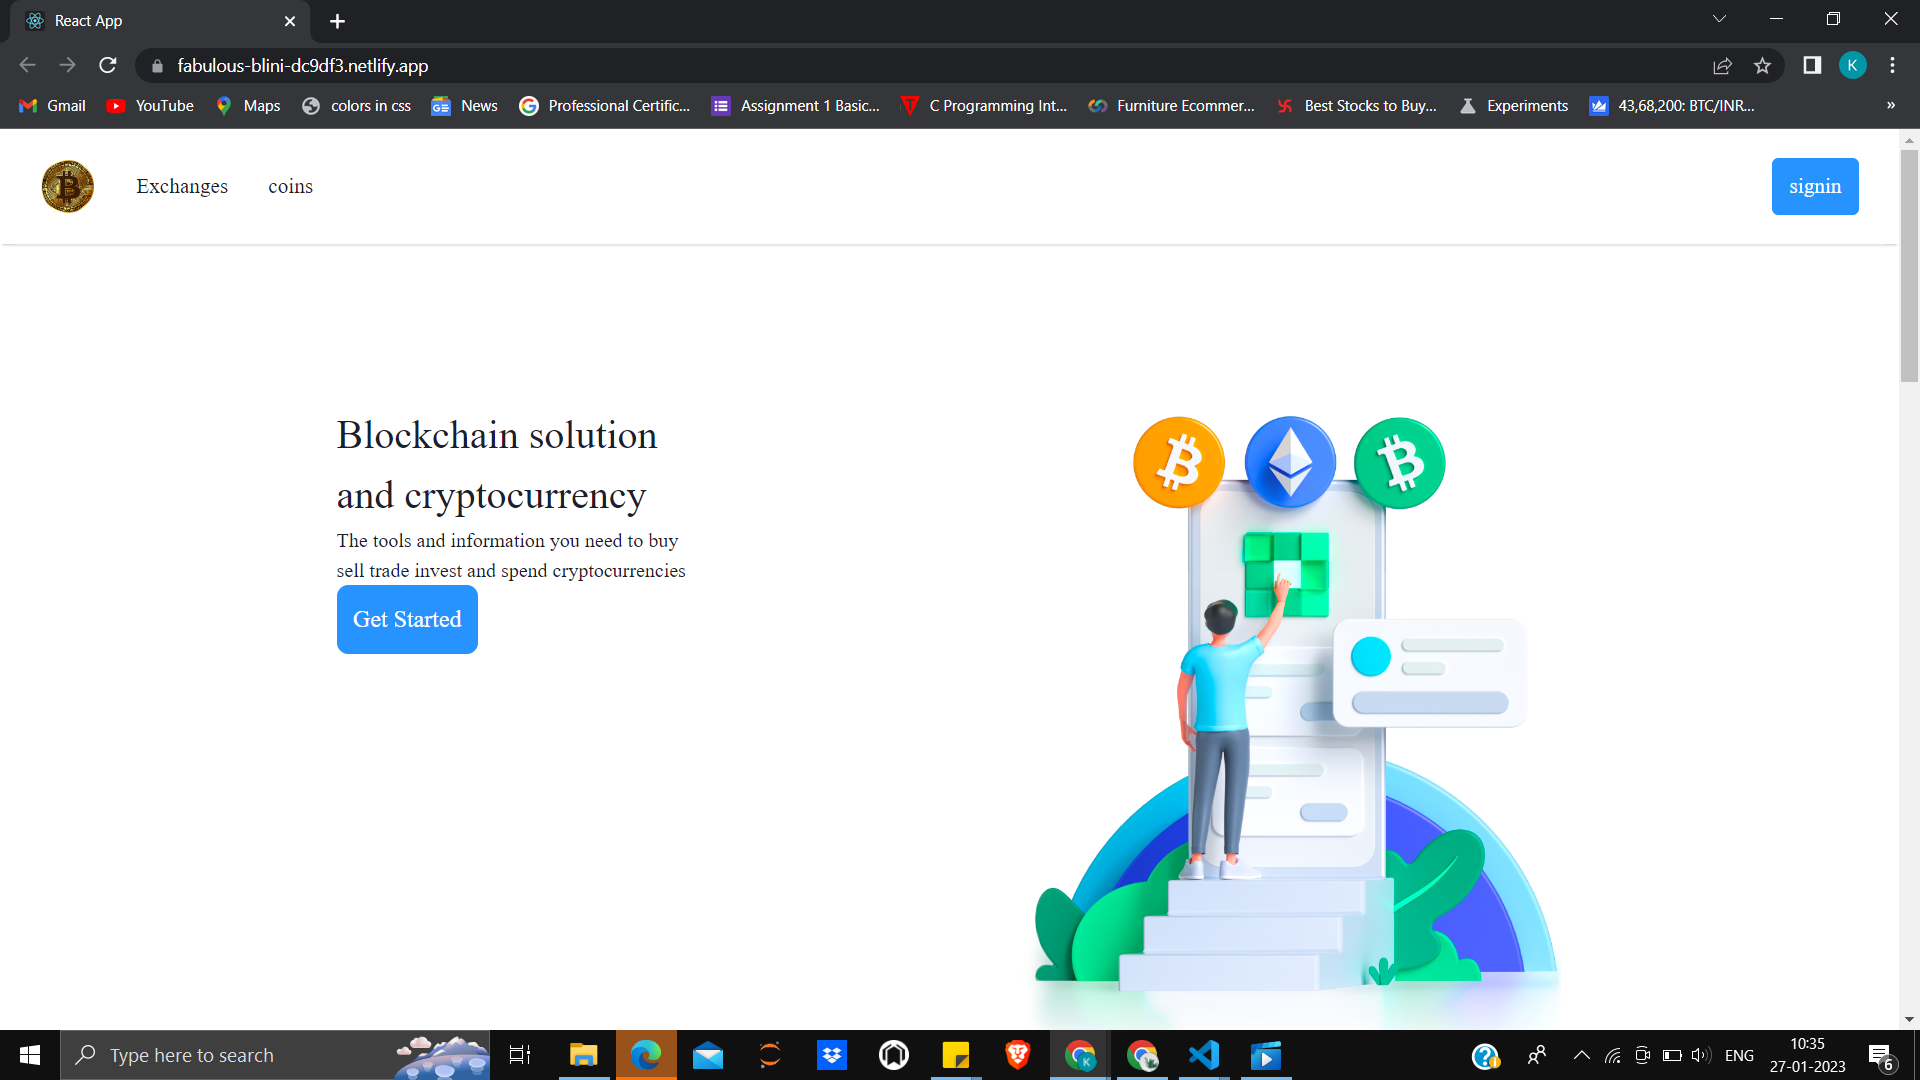 React App
fabulous-blini-dc9df3.netlify.app
K
Gmail YouTube Maps colors in css News Professional Certific... Assignment 1 Basic... C Programming Int... Furniture Ecommer... Best Stocks to Buy... Experiments 43,68,200: BTC/INR... »
Exchanges coins signin
Blockchain solution
and cryptocurrency
The tools and information you need to buy
sell trade invest and spend cryptocurrencies
Get Started
Type here to search
ENG
10:35
27-01-2023
6